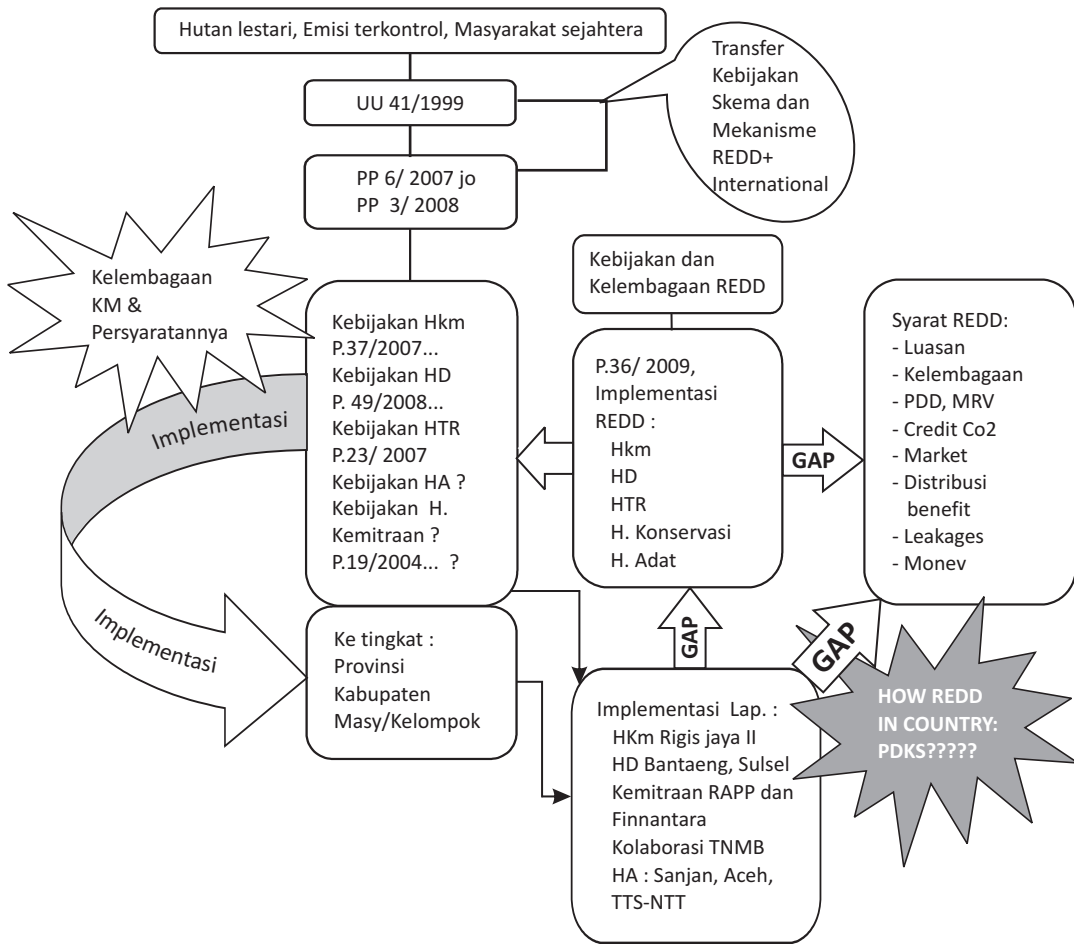 Hutan lestari, Emisi terkontrol, Masyarakat sejahtera
UU 41/1999
PP 6/ 2007 jo
PP 3/ 2008
Transfer
Kebijakan
Skema dan
Mekanisme
REDD+
International
Kelembagaan
KM &
Persyaratannya
Kebijakan Hkm
P.37/2007...
Kebijakan HD
P. 49/2008...
Kebijakan HTR
P.23/ 2007
Kebijakan HA ?
Kebijakan H.
Kemitraan ?
P.19/2004... ?
Kebijakan dan
Kelembagaan REDD
P.36/ 2009,
Implementasi
REDD :
Hkm
HD
HTR
H. Konservasi
H. Adat
GAP
Syarat REDD:
- Luasan
- Kelembagaan
- PDD, MRV
- Credit Co2
- Market
- Distribusi
benefit
- Leakages
- Monev
Implementasi
Implementasi
Ke tingkat :
Provinsi
Kabupaten
Masy/Kelompok
GAP
GAP
Implementasi Lap. :
HKm Rigis jaya II
HD Bantaeng, Sulsel
Kemitraan RAPP dan
Finnantara
Kolaborasi TNMB
HA : Sanjan, Aceh,
TTS-NTT
HOW REDD
IN COUNTRY:
PDKS?????